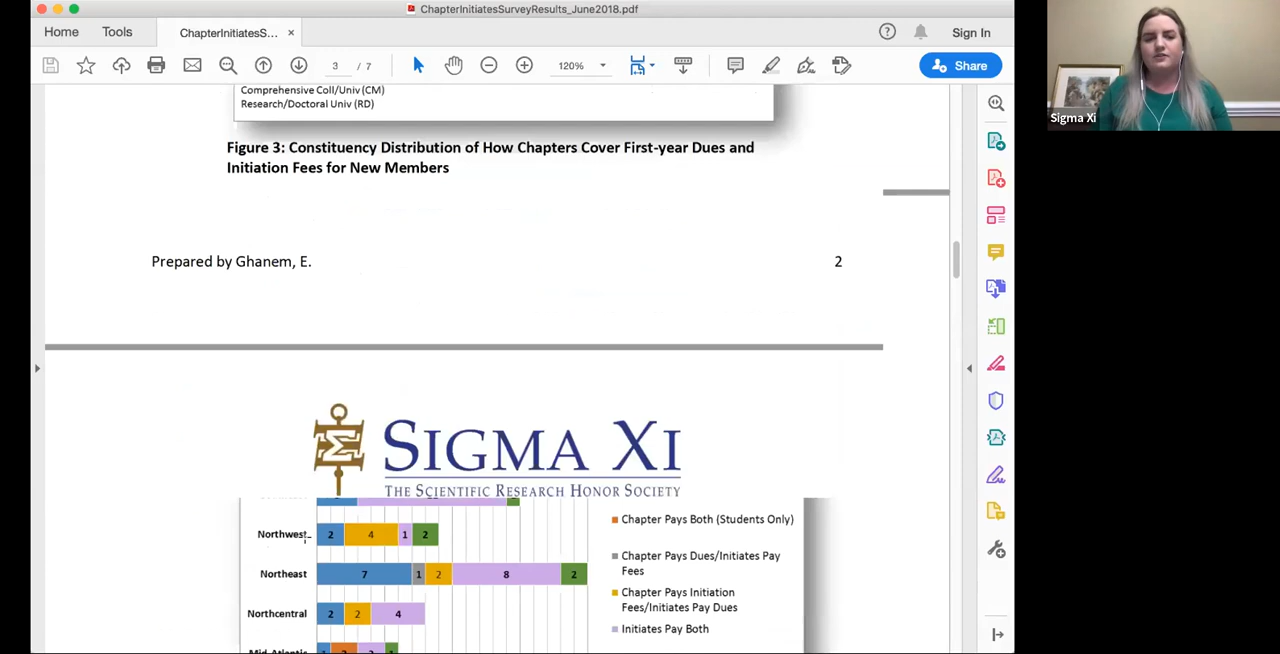 ChapterInitiatesSurveyResults_June2018.pdf
Home
Tools
ChapterInitiatesS... ×
Sign In
3 / 7
120%
Share
Sigma Xi
Comprehensive Coll/Univ (CM)
Research/Doctoral Univ (RD)
Figure 3: Constituency Distribution of How Chapters Cover First-year Dues and
Initiation Fees for New Members
Prepared by Ghanem, E.
2
Σ
SIGMA XI
THE SCIENTIFIC RESEARCH HONOR SOCIETY
Northwest 2 4 1 2
Northeast 7 1 2 8 2
Northcentral 2 2 4
Mid-Atlantic
Chapter Pays Both (Students Only)
Chapter Pays Dues/Initiates Pay
Fees
Chapter Pays Initiation
Fees/Initiates Pay Dues
Initiates Pay Both